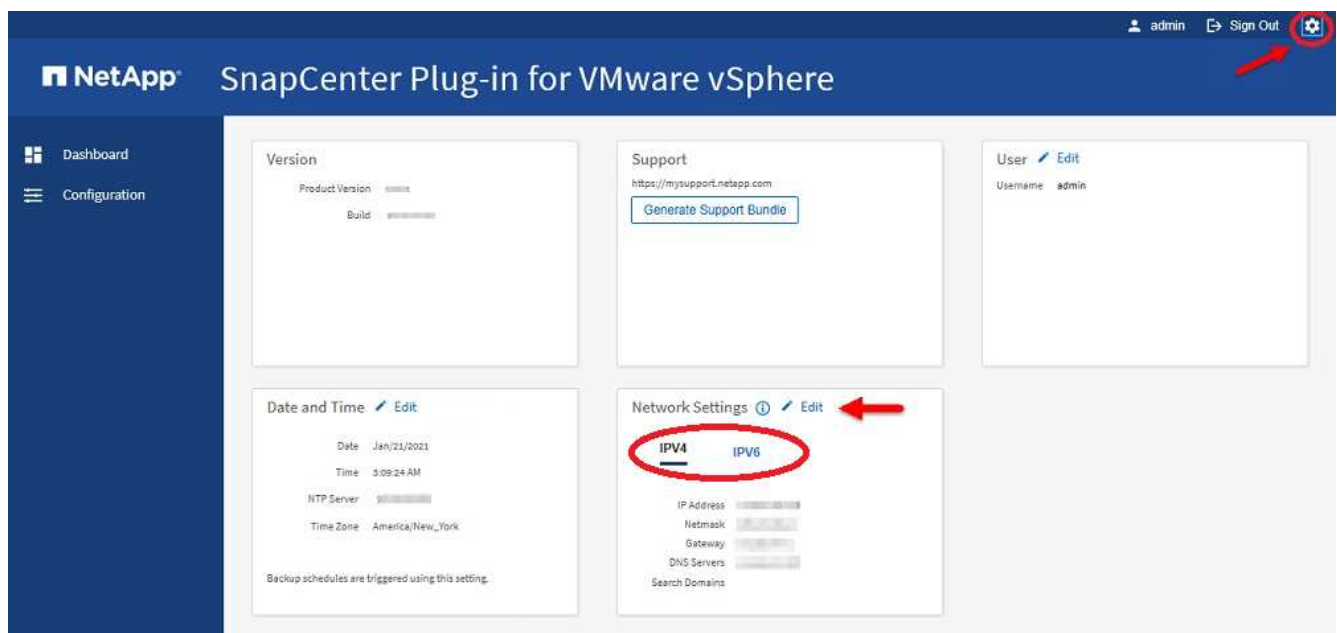 admin Sign Out
NetApp SnapCenter Plug-in for VMware vSphere
Dashboard
Configuration
Version
Product Version
Build
Support
https://mysupport.netapp.com
Generate Support Bundle
User Edit
Username admin
Date and Time Edit
Date Jan/21/2021
Time 3:09:24 AM
NTP Server
Time Zone America/New_York
Backup schedules are triggered using this setting.
Network Settings Edit
IPV4 IPV6
IP Address
Netmask
Gateway
DNS Servers
Search Domains